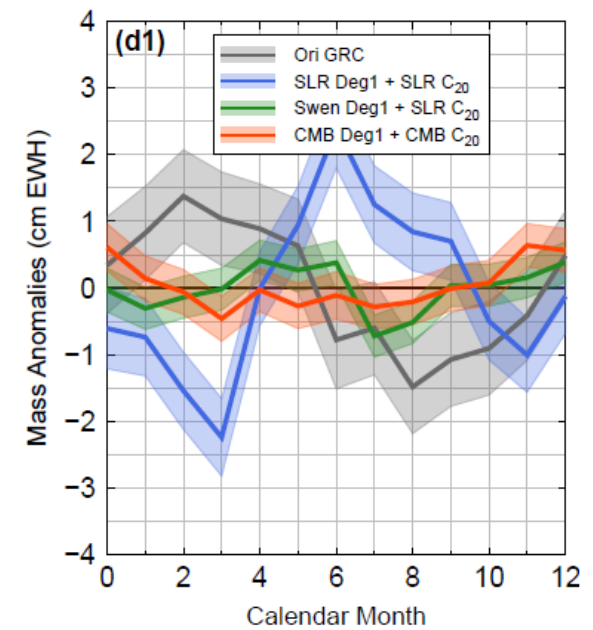 (d1)
Ori GRC
SLR Deg1 + SLR C20
Swen Deg1 + SLR C20
CMB Deg1 + CMB C20
Mass Anomalies (cm EWH)
4
3
2
1
0
−1
−2
−3
−4
0 2 4 6 8 10 12
Calendar Month